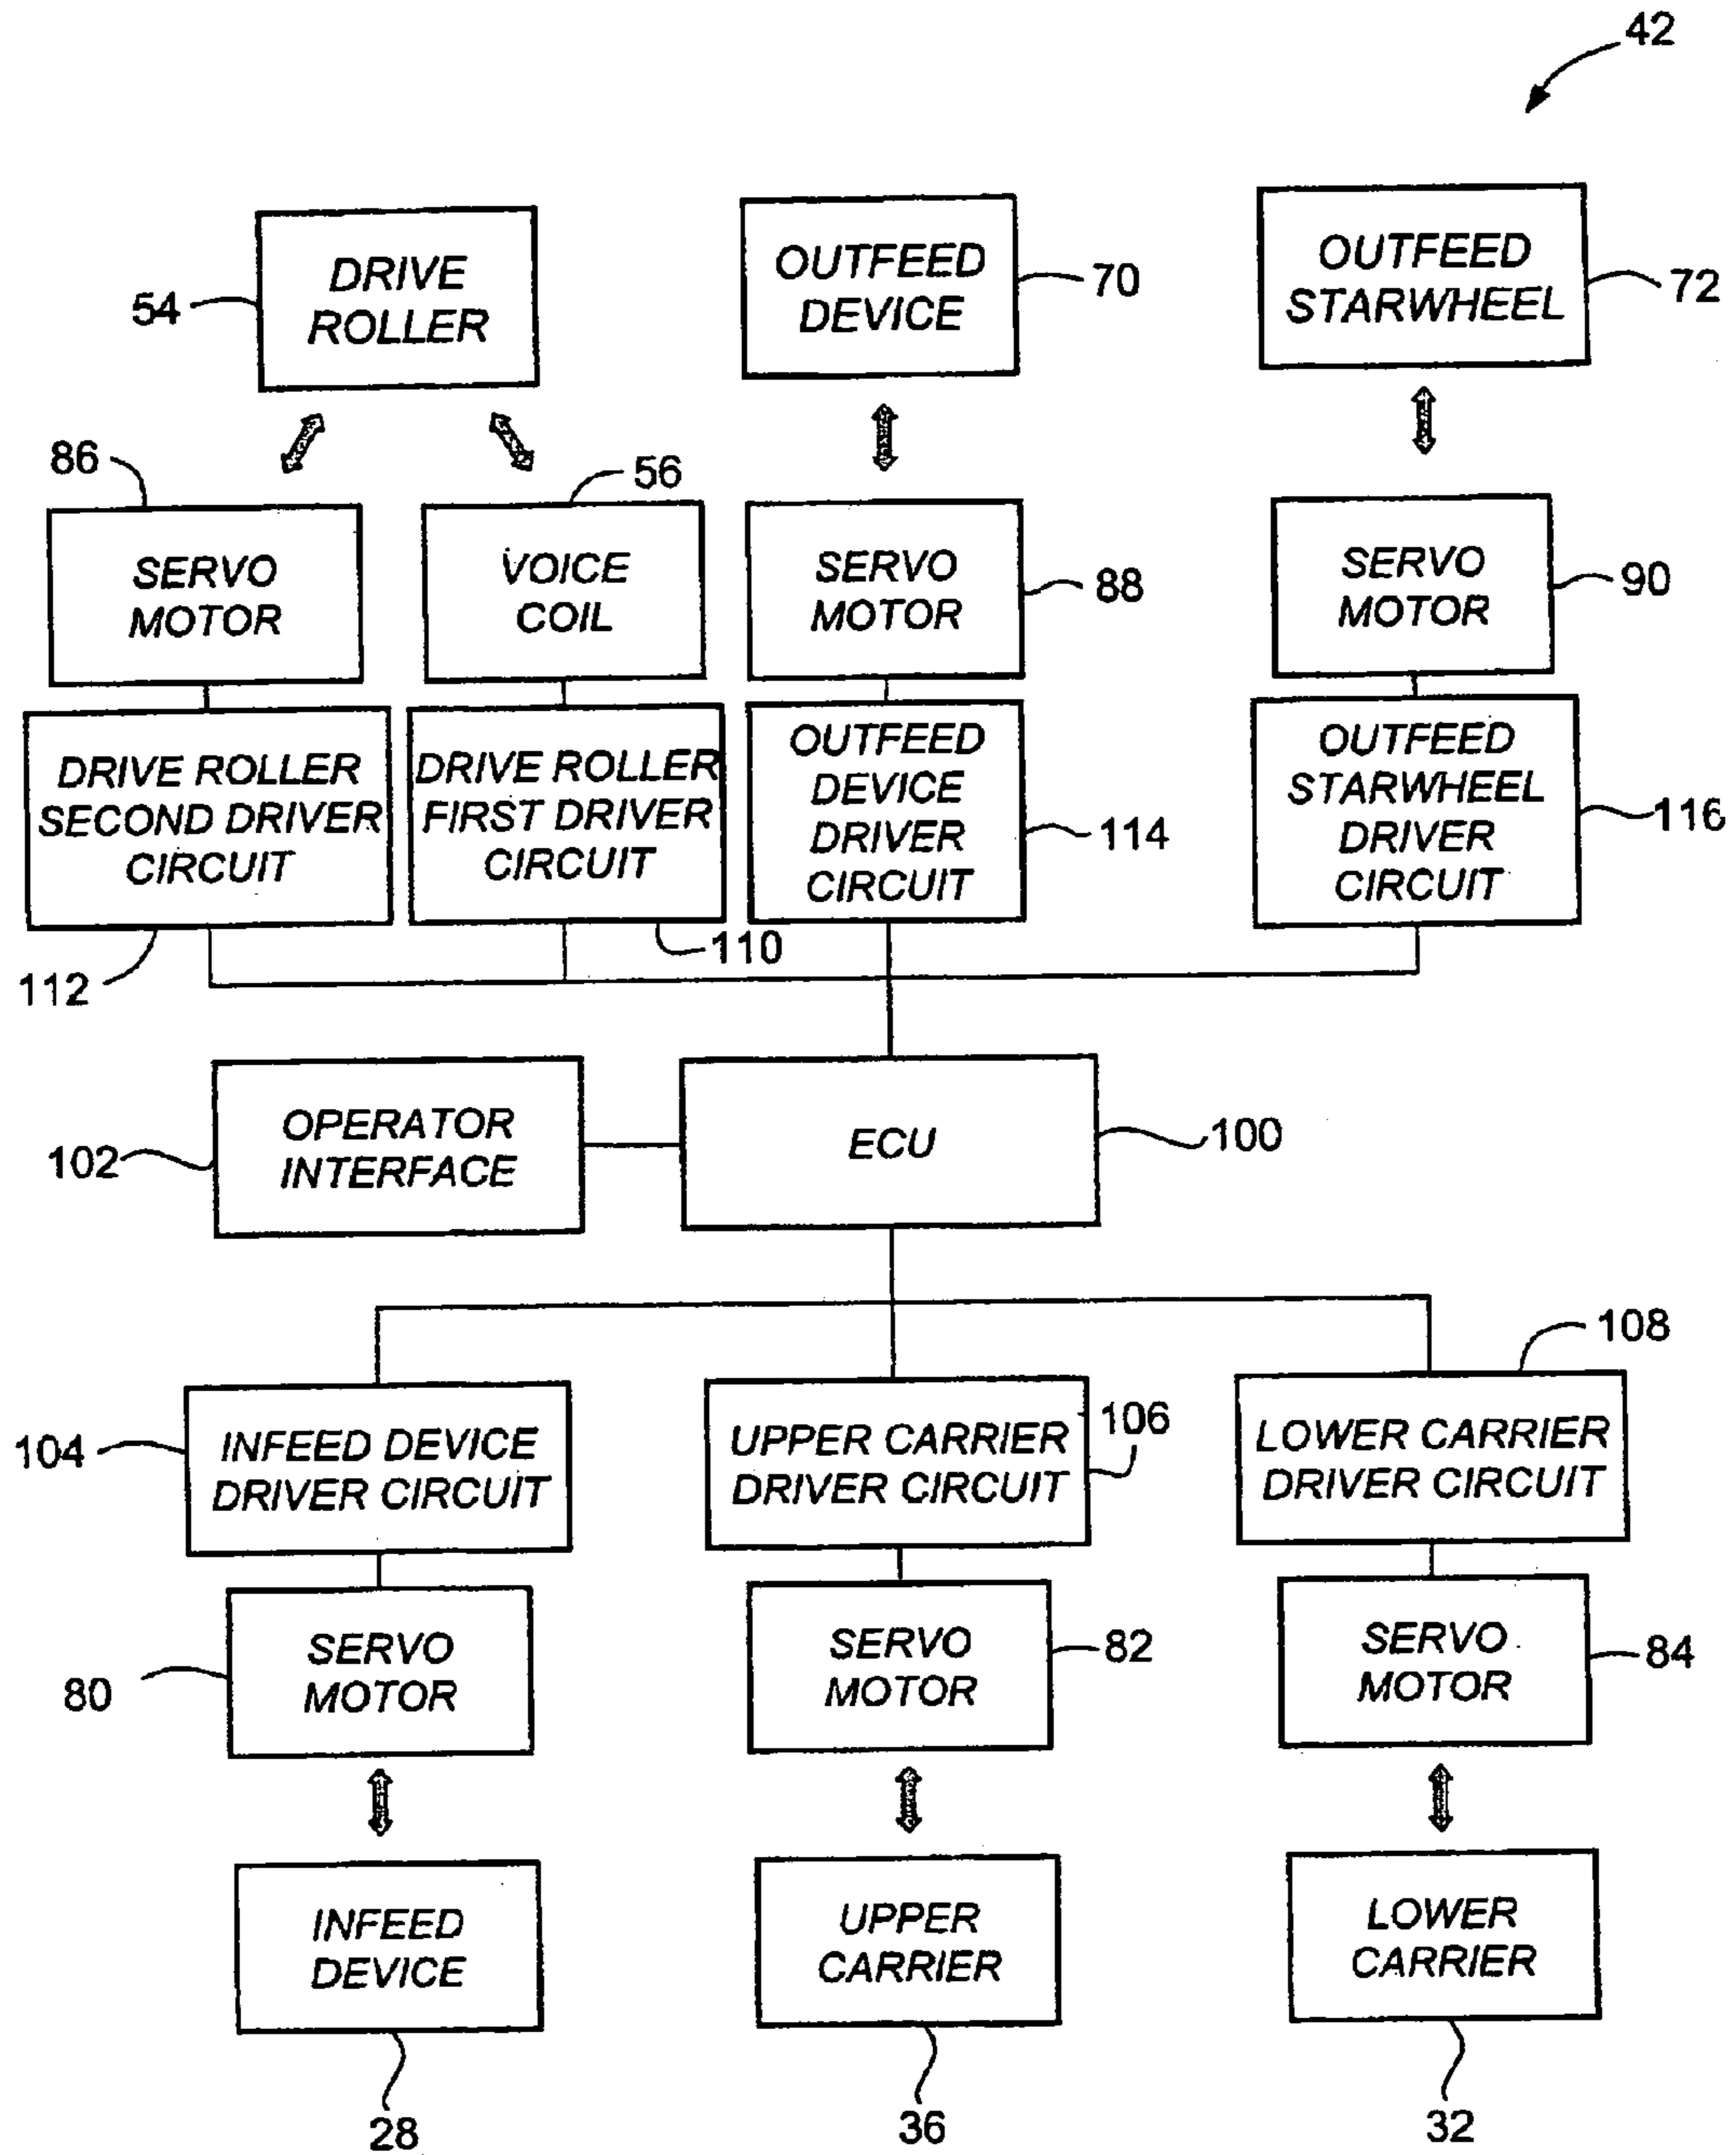 42
DRIVE
ROLLER
54
OUTFEED
DEVICE
70
OUTFEED
STARWHEEL
72
86
SERVO
MOTOR
56
VOICE
COIL
SERVO
MOTOR
88
SERVO
MOTOR
90
DRIVE ROLLER
SECOND DRIVER
CIRCUIT
112
DRIVE ROLLER
FIRST DRIVER
CIRCUIT
110
OUTFEED
DEVICE
DRIVER
CIRCUIT
114
OUTFEED
STARWHEEL
DRIVER
CIRCUIT
116
OPERATOR
INTERFACE
102
ECU
100
INFEED DEVICE
DRIVER CIRCUIT
104
UPPER CARRIER
DRIVER CIRCUIT
106
108
LOWER CARRIER
DRIVER CIRCUIT
SERVO
MOTOR
80
SERVO
MOTOR
82
SERVO
MOTOR
84
INFEED
DEVICE
28
UPPER
CARRIER
36
LOWER
CARRIER
32